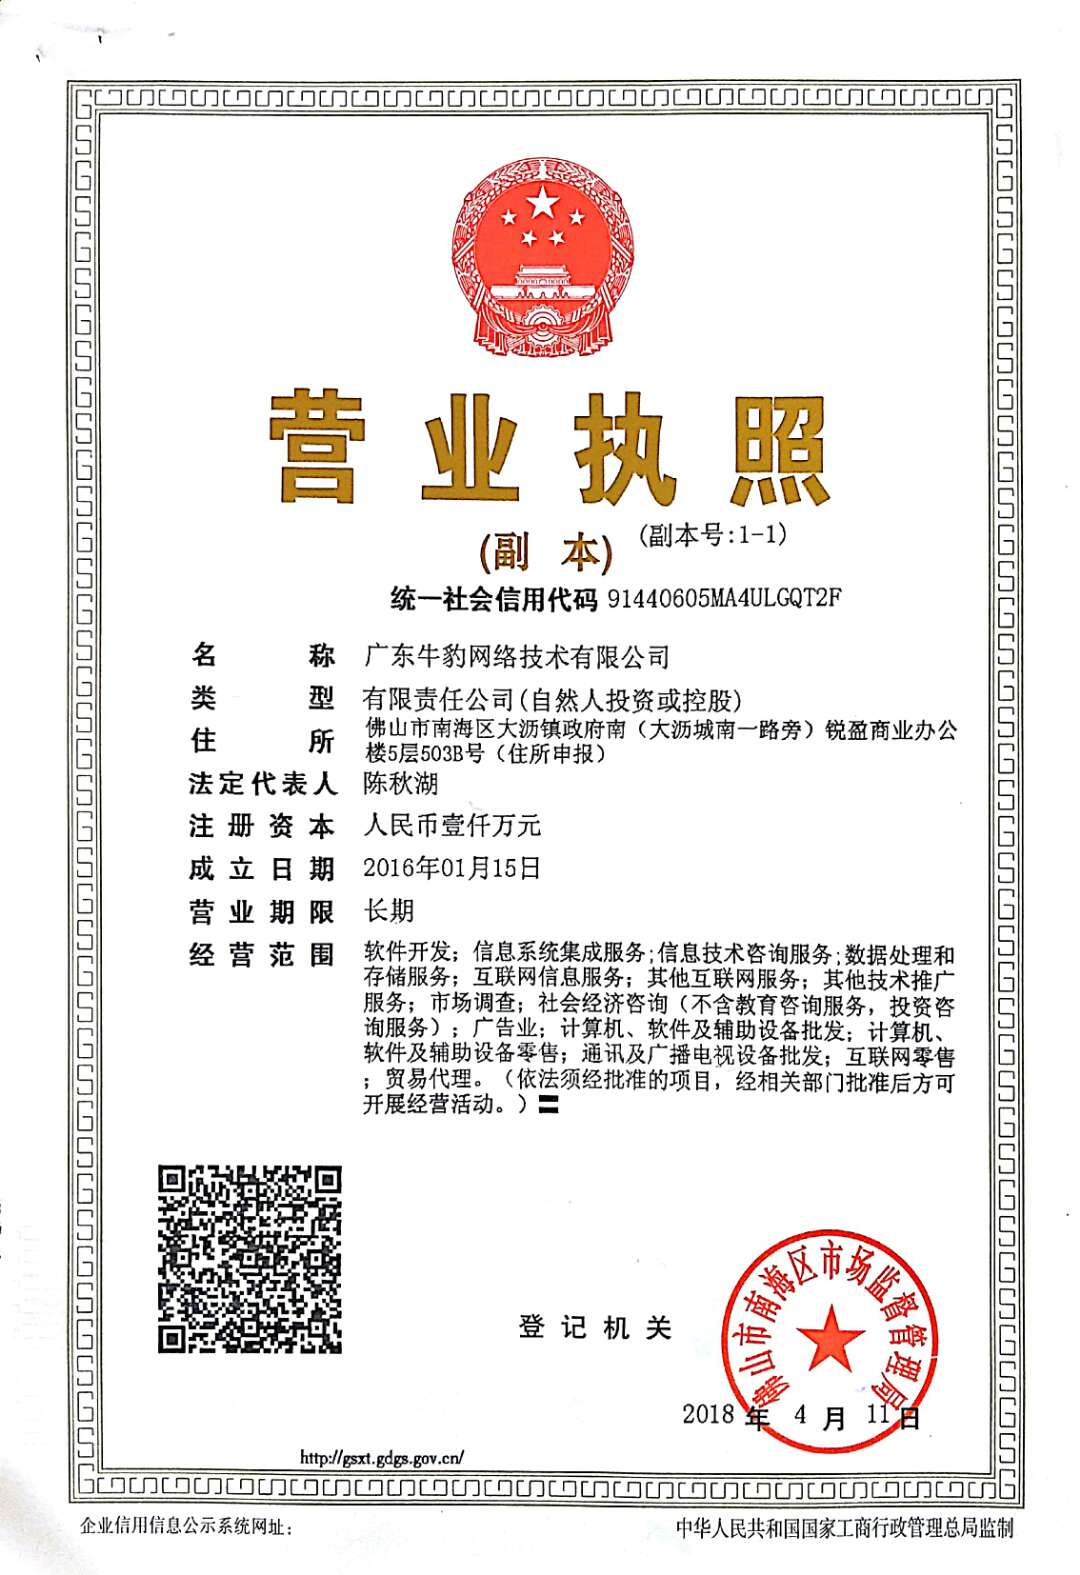 营业执照
(副 本) (副本号:1-1)
统一社会信用代码 91440605MA4ULGQT2F
名称 广东牛豹网络技术有限公司
类型 有限责任公司(自然人投资或控股)
住所 佛山市南海区大沥镇政府南（大沥城南一路旁）锐盈商业办公
楼5层503B号（住所申报）
法定代表人 陈秋湖
注册资本 人民币壹仟万元
成立日期 2016年01月15日
营业期限 长期
经营范围 软件开发；信息系统集成服务;信息技术咨询服务;数据处理和
存储服务；互联网信息服务；其他互联网服务；其他技术推广
服务；市场调查；社会经济咨询（不含教育咨询服务，投资咨
询服务）；广告业；计算机、软件及辅助设备批发；计算机、
软件及辅助设备零售；通讯及广播电视设备批发；互联网零售
；贸易代理。（依法须经批准的项目，经相关部门批准后方可
开展经营活动。）
登记机关
佛山市南海区市场监督管理局
2018 年 4 月 11 日
http://gsxt.gdgs.gov.cn/
企业信用信息公示系统网址：
中华人民共和国国家工商行政管理总局监制